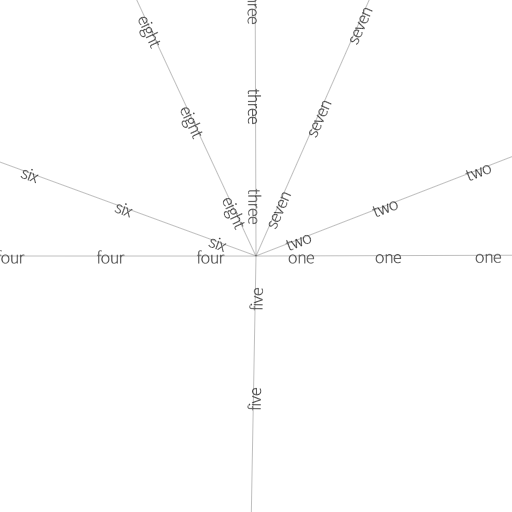 three
eight
seven
three
eight
seven
six
two
three
eight
seven
six
two
six
two
four
four
four
one
one
one
five
five